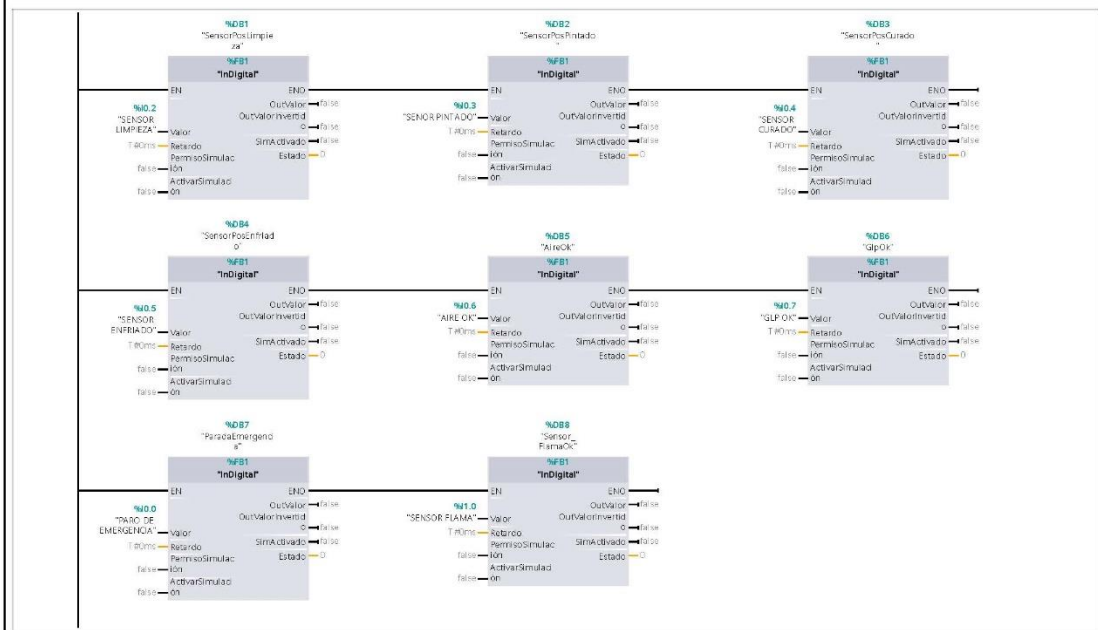 %DB1
"SensorPosLimpie
za"
%FB1
"InDigital"
EN ENO
%I0.2
"SENSOR
LIMPIEZA"
Valor
T#0ms
Retardo
PermisoSimulac
false
ión
ActivarSimulaci
false
ón
OutValor
false
OutValorInvertid
o
false
SimActivado
false
Estado
0
%DB2
"SensorPosPintado
"
%FB1
"InDigital"
EN ENO
%I0.3
"SENOR PINTADO"
Valor
T#0ms
Retardo
PermisoSimulac
false
ión
ActivarSimulaci
false
ón
OutValor
false
OutValorInvertid
o
false
SimActivado
false
Estado
0
%DB3
"SensorPosCurado
"
%FB1
"InDigital"
EN ENO
%I0.4
"SENSOR
CURADO"
Valor
T#0ms
Retardo
PermisoSimulac
false
ión
ActivarSimulaci
false
ón
OutValor
false
OutValorInvertid
o
false
SimActivado
false
Estado
0
%DB4
"SensorPosEnfriad
o"
%FB1
"InDigital"
EN ENO
%I0.5
"SENSOR
ENFRIADO"
Valor
T#0ms
Retardo
PermisoSimulac
false
ión
ActivarSimulaci
false
ón
OutValor
false
OutValorInvertid
o
false
SimActivado
false
Estado
0
%DB5
"AireOk"
%FB1
"InDigital"
EN ENO
%I0.6
"AIRE OK"
Valor
T#0ms
Retardo
PermisoSimulac
false
ión
ActivarSimulaci
false
ón
OutValor
false
OutValorInvertid
o
false
SimActivado
false
Estado
0
%DB6
"GlpOk"
%FB1
"InDigital"
EN ENO
%I0.7
"GLP OK"
Valor
T#0ms
Retardo
PermisoSimulac
false
ión
ActivarSimulaci
false
ón
OutValor
false
OutValorInvertid
o
false
SimActivado
false
Estado
0
%DB7
"ParadaEmergenci
a"
%FB1
"InDigital"
EN ENO
%I0.0
"PARO DE
EMERGENCIA"
Valor
T#0ms
Retardo
PermisoSimulac
false
ión
ActivarSimulaci
false
ón
OutValor
false
OutValorInvertid
o
false
SimActivado
false
Estado
0
%DB8
"Sensor_
FlamaOk"
%FB1
"InDigital"
EN ENO
%I1.0
"SENSOR FLAMA"
Valor
T#0ms
Retardo
PermisoSimulac
false
ión
ActivarSimulaci
false
ón
OutValor
false
OutValorInvertid
o
false
SimActivado
false
Estado
0